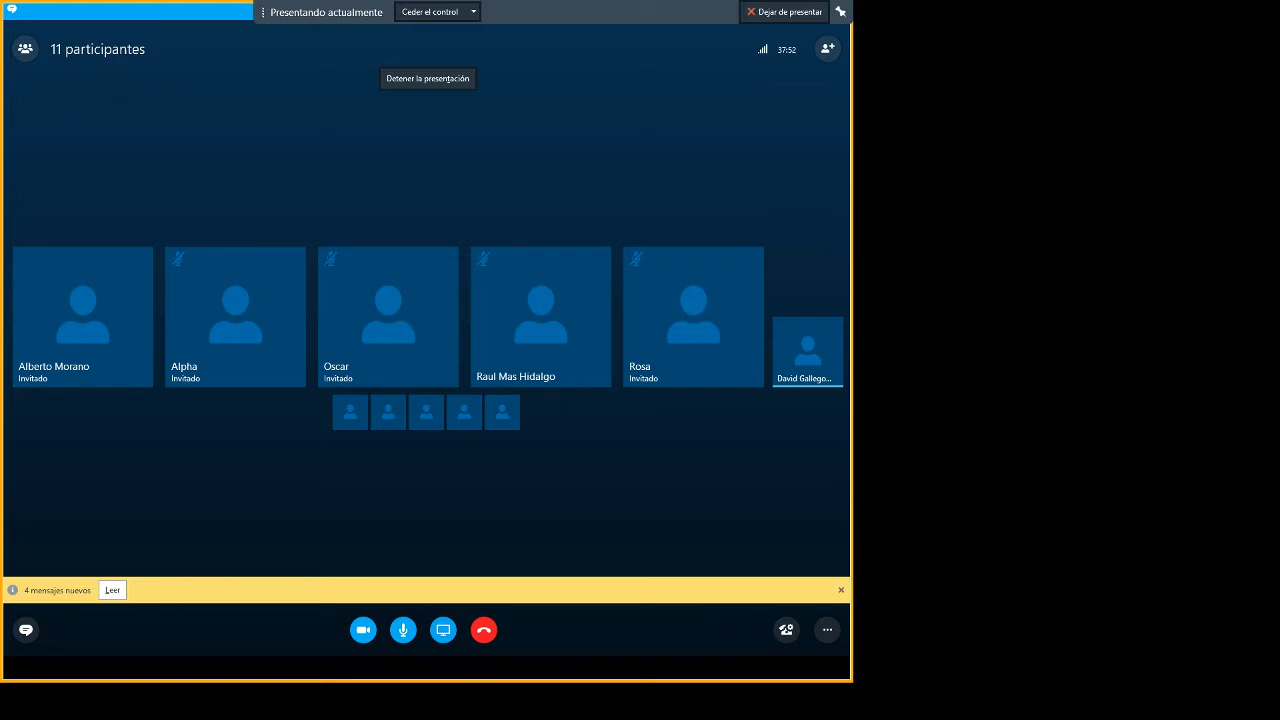 Presentando actualmente
Ceder el control
Dejar de presentar
11 participantes
37:52
Detener la presentación
Alberto Morano
Invitado
Alpha
Invitado
Oscar
Invitado
Raul Mas Hidalgo
Rosa
Invitado
David Gallego...
4 mensajes nuevos
Leer